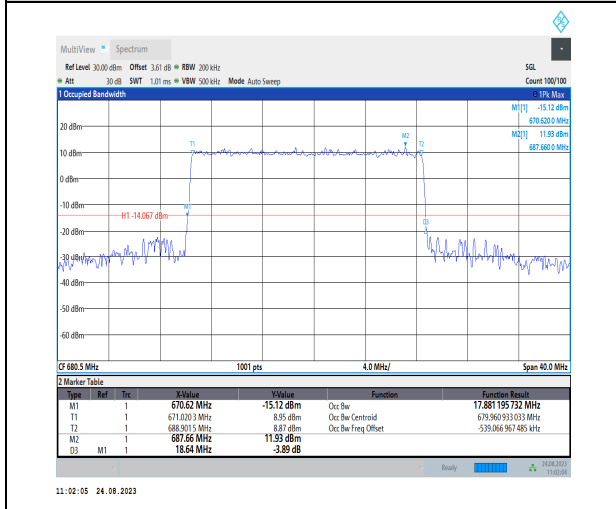 MultiView Spectrum
Ref Level 30.00 dBm Offset 3.61 dB RBW 200 kHz SGL
Att 30 dB SWT 1.01 ms VBW 500 kHz Mode Auto Sweep Count 100/100
1 Occupied Bandwidth 1Pk Max
M1[1] -15.12 dBm
670.620 0 MHz
M2[1] 11.93 dBm
687.660 0 MHz
20 dBm
M2
T1 T2
10 dBm
0 dBm
-10 dBm
M1
H1 -14.067 dBm
-20 dBm
D3
-30 dBm
-40 dBm
-50 dBm
-60 dBm
CF 680.5 MHz 1001 pts 4.0 MHz/ Span 40.0 MHz
2 Marker Table
Type Ref Trc X-Value Y-Value Function Function Result
M1 1 670.62 MHz -15.12 dBm Occ Bw 17.881 195 732 MHz
T1 1 671.020 3 MHz 8.95 dBm Occ Bw Centroid 679.960 933 033 MHz
T2 1 688.901 5 MHz 8.87 dBm Occ Bw Freq Offset -539.066 967 485 kHz
M2 1 687.66 MHz 11.93 dBm
D3 M1 1 18.64 MHz -3.89 dB
Ready 24.08.2023
11:02:04
11:02:05 24.08.2023